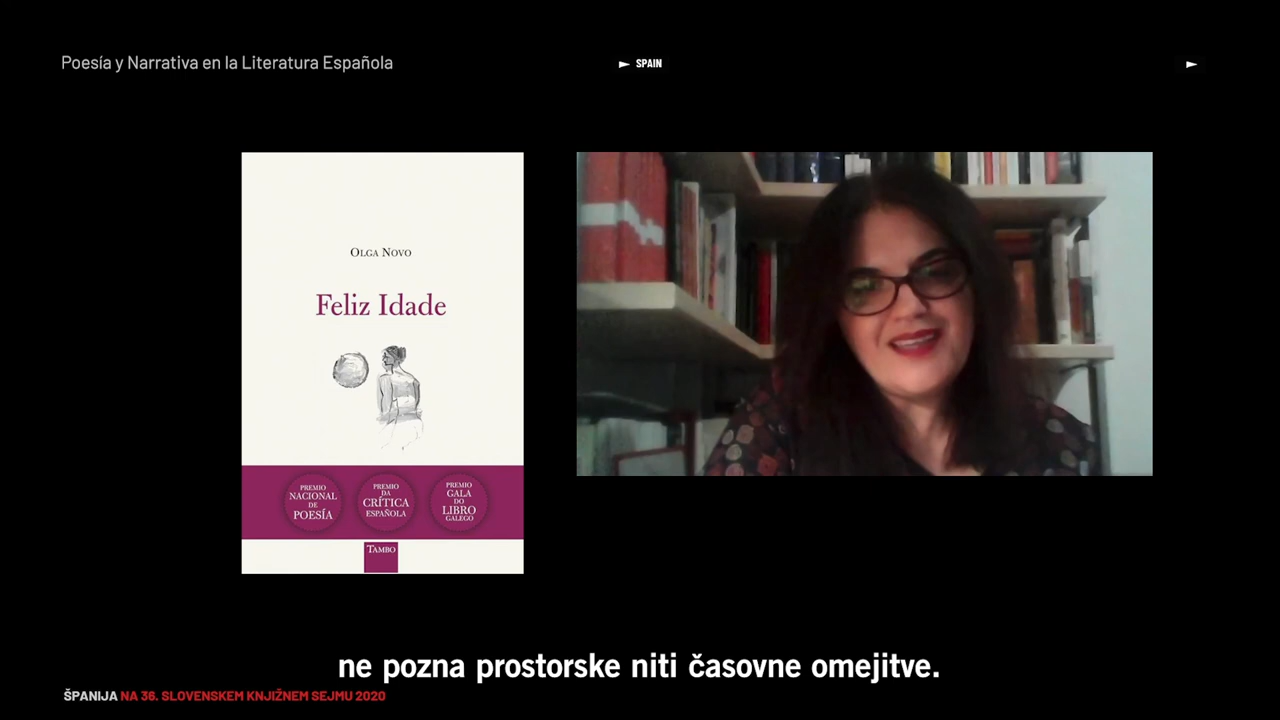 Poesía y Narrativa en la Literatura Española
SPAIN
OLGA NOVO
Feliz Idade
PREMIO
NACIONAL
DE
POESÍA
PREMIO
DA
CRÍTICA
ESPAÑOLA
PREMIO
GALA
DO
LIBRO
GALEGO
TAMBO
ne pozna prostorske niti časovne omejitve.
ŠPANIJA NA 36. SLOVENSKEM KNJIŽNEM SEJMU 2020